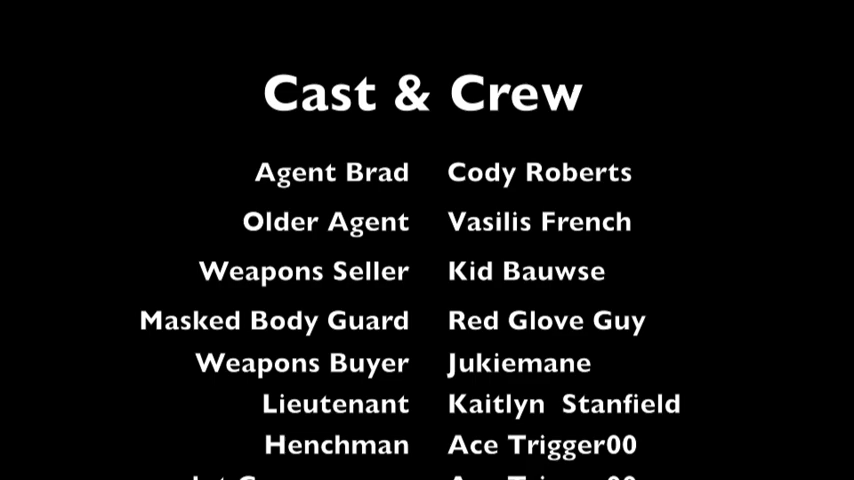 Cast & Crew
Agent Brad Cody Roberts
Older Agent Vasilis French
Weapons Seller Kid Bauwse
Masked Body Guard Red Glove Guy
Weapons Buyer Jukiemane
Lieutenant Kaitlyn Stanfield
Henchman Ace Trigger00